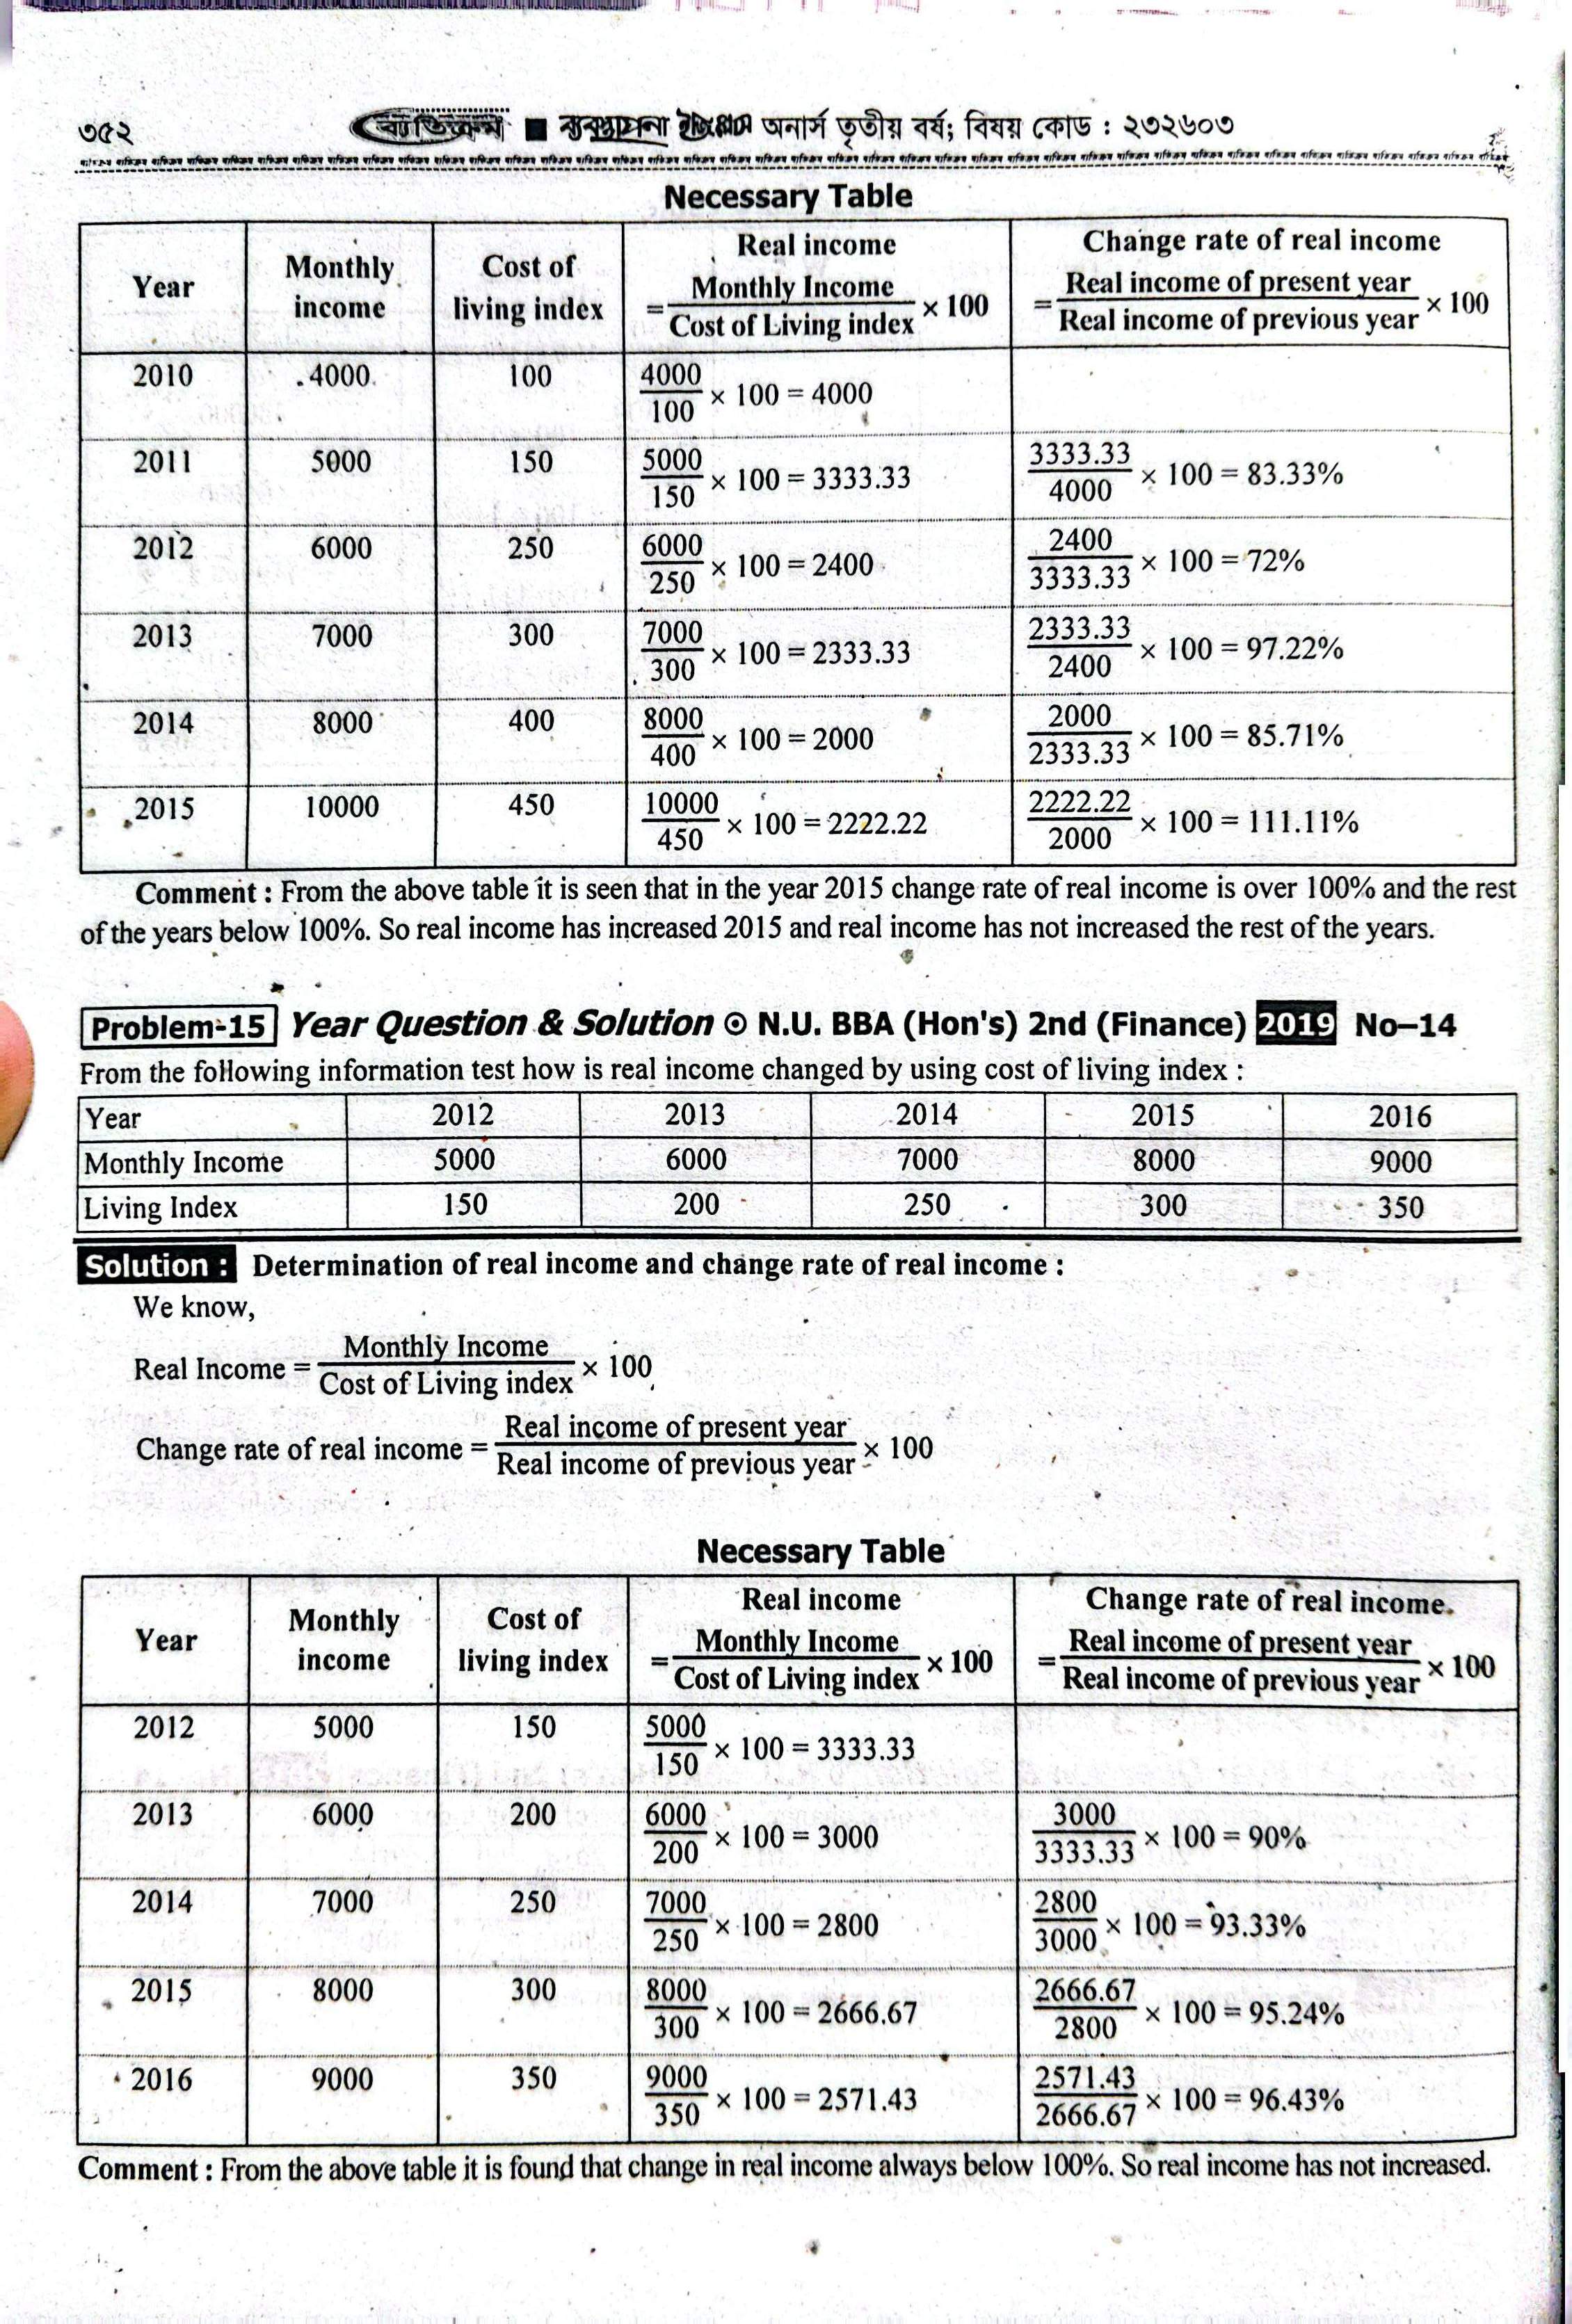 ৩৫২ ব্যতিক্রম ■ ব্যবস্থাপনা অনার্স তৃতীয় বর্ষ; বিষয় কোড : ২৩২৬০৩
Necessary Table
Year | Monthly income | Cost of living index | Real income = Monthly Income / Cost of Living index × 100 | Change rate of real income = Real income of present year / Real income of previous year × 100
2010 | 4000 | 100 | 4000/100 × 100 = 4000
2011 | 5000 | 150 | 5000/150 × 100 = 3333.33 | 3333.33/4000 × 100 = 83.33%
2012 | 6000 | 250 | 6000/250 × 100 = 2400 | 2400/3333.33 × 100 = 72%
2013 | 7000 | 300 | 7000/300 × 100 = 2333.33 | 2333.33/2400 × 100 = 97.22%
2014 | 8000 | 400 | 8000/400 × 100 = 2000 | 2000/2333.33 × 100 = 85.71%
2015 | 10000 | 450 | 10000/450 × 100 = 2222.22 | 2222.22/2000 × 100 = 111.11%
Comment : From the above table it is seen that in the year 2015 change rate of real income is over 100% and the rest
of the years below 100%. So real income has increased 2015 and real income has not increased the rest of the years.
Problem-15 Year Question & Solution ⊙ N.U. BBA (Hon's) 2nd (Finance) 2019 No–14
From the following information test how is real income changed by using cost of living index :
Year | 2012 | 2013 | 2014 | 2015 | 2016
Monthly Income | 5000 | 6000 | 7000 | 8000 | 9000
Living Index | 150 | 200 | 250 | 300 | 350
Solution : Determination of real income and change rate of real income :
We know,
Real Income = Monthly Income / Cost of Living index × 100
Change rate of real income = Real income of present year / Real income of previous year × 100
Necessary Table
Year | Monthly income | Cost of living index | Real income = Monthly Income / Cost of Living index × 100 | Change rate of real income. = Real income of present year / Real income of previous year × 100
2012 | 5000 | 150 | 5000/150 × 100 = 3333.33
2013 | 6000 | 200 | 6000/200 × 100 = 3000 | 3000/3333.33 × 100 = 90%
2014 | 7000 | 250 | 7000/250 × 100 = 2800 | 2800/3000 × 100 = 93.33%
2015 | 8000 | 300 | 8000/300 × 100 = 2666.67 | 2666.67/2800 × 100 = 95.24%
2016 | 9000 | 350 | 9000/350 × 100 = 2571.43 | 2571.43/2666.67 × 100 = 96.43%
Comment : From the above table it is found that change in real income always below 100%. So real income has not increased.